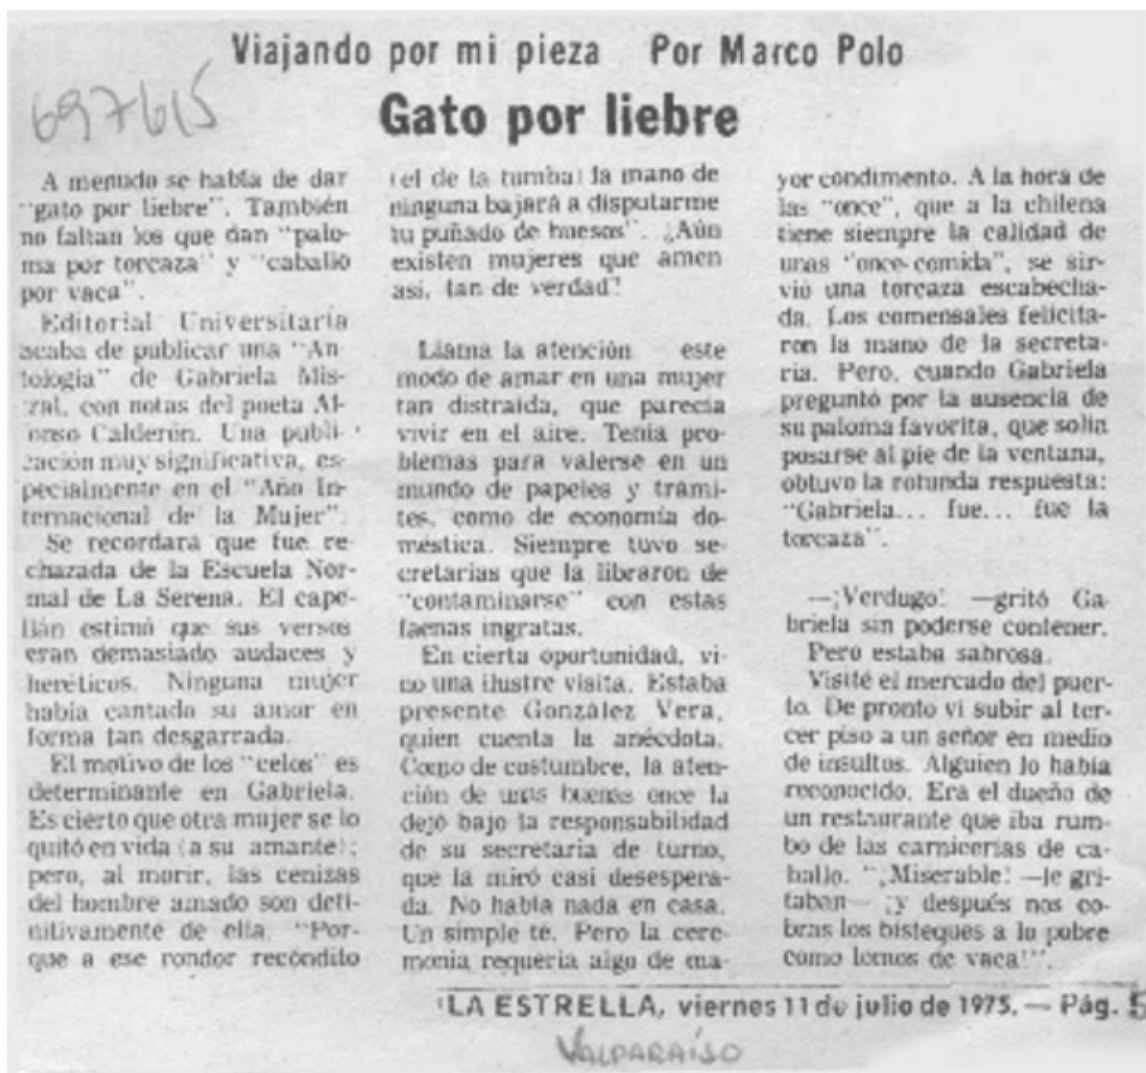 Viajando por mi pieza Por Marco Polo
697615
Gato por liebre
A menudo se habla de dar
"gato por liebre". También
no faltan los que dan "palo-
ma por torcaza" y "caballo
por vaca".
Editorial Universitaria
acaba de publicar una "An-
tología" de Gabriela Mis-
tral, con notas del poeta Al-
fonso Calderón. Una publi-
cación muy significativa, es-
pecialmente en el "Año In-
ternacional de la Mujer".
Se recordará que fue re-
chazada de la Escuela Nor-
mal de La Serena. El cape-
llán estimó que sus versos
eran demasiado audaces y
heréticos. Ninguna mujer
había cantado su amor en
forma tan desgarrada.
El motivo de los "celos" es
determinante en Gabriela.
Es cierto que otra mujer se lo
quitó en vida (a su amante);
pero, al morir, las cenizas
del hombre amado son defi-
nitivamente de ella. "Por-
que a ese rondor recóndito
(el de la tumba) la mano de
ninguna bajará a disputarme
tu puñado de huesos". ¿Aún
existen mujeres que amen
así, tan de verdad?
Llama la atención este
modo de amar en una mujer
tan distraída, que parecía
vivir en el aire. Tenía pro-
blemas para valerse en un
mundo de papeles y trámi-
tes, como de economía do-
méstica. Siempre tuvo se-
cretarias que la libraron de
"contaminarse" con estas
faenas ingratas.
En cierta oportunidad, vi-
no una ilustre visita. Estaba
presente González Vera,
quien cuenta la anécdota.
Como de costumbre, la aten-
ción de unas buenas once la
dejó bajo la responsabilidad
de su secretaria de turno,
que la miró casi desespera-
da. No había nada en casa.
Un simple té. Pero la cere-
monia requería algo de ma-
yor condimento. A la hora de
las "once", que a la chilena
tiene siempre la calidad de
unas "once-comida", se sir-
vió una torcaza escabecha-
da. Los comensales felicita-
ron la mano de la secreta-
ria. Pero, cuando Gabriela
preguntó por la ausencia de
su paloma favorita, que solía
posarse al pie de la ventana,
obtuvo la rotunda respuesta:
"Gabriela... fue... fue la
torcaza".
—¡Verdugo! —gritó Ga-
briela sin poderse contener.
Pero estaba sabrosa.
Visité el mercado del puer-
to. De pronto vi subir al ter-
cer piso a un señor en medio
de insultos. Alguien lo había
reconocido. Era el dueño de
un restaurante que iba rum-
bo de las carnicerías de ca-
ballo. "¡Miserable! —le gri-
taban— ¡y después nos co-
bras los bisteques a lo pobre
como lomos de vaca!".
LA ESTRELLA, viernes 11 de julio de 1975. — Pág. 5
VALPARAÍSO